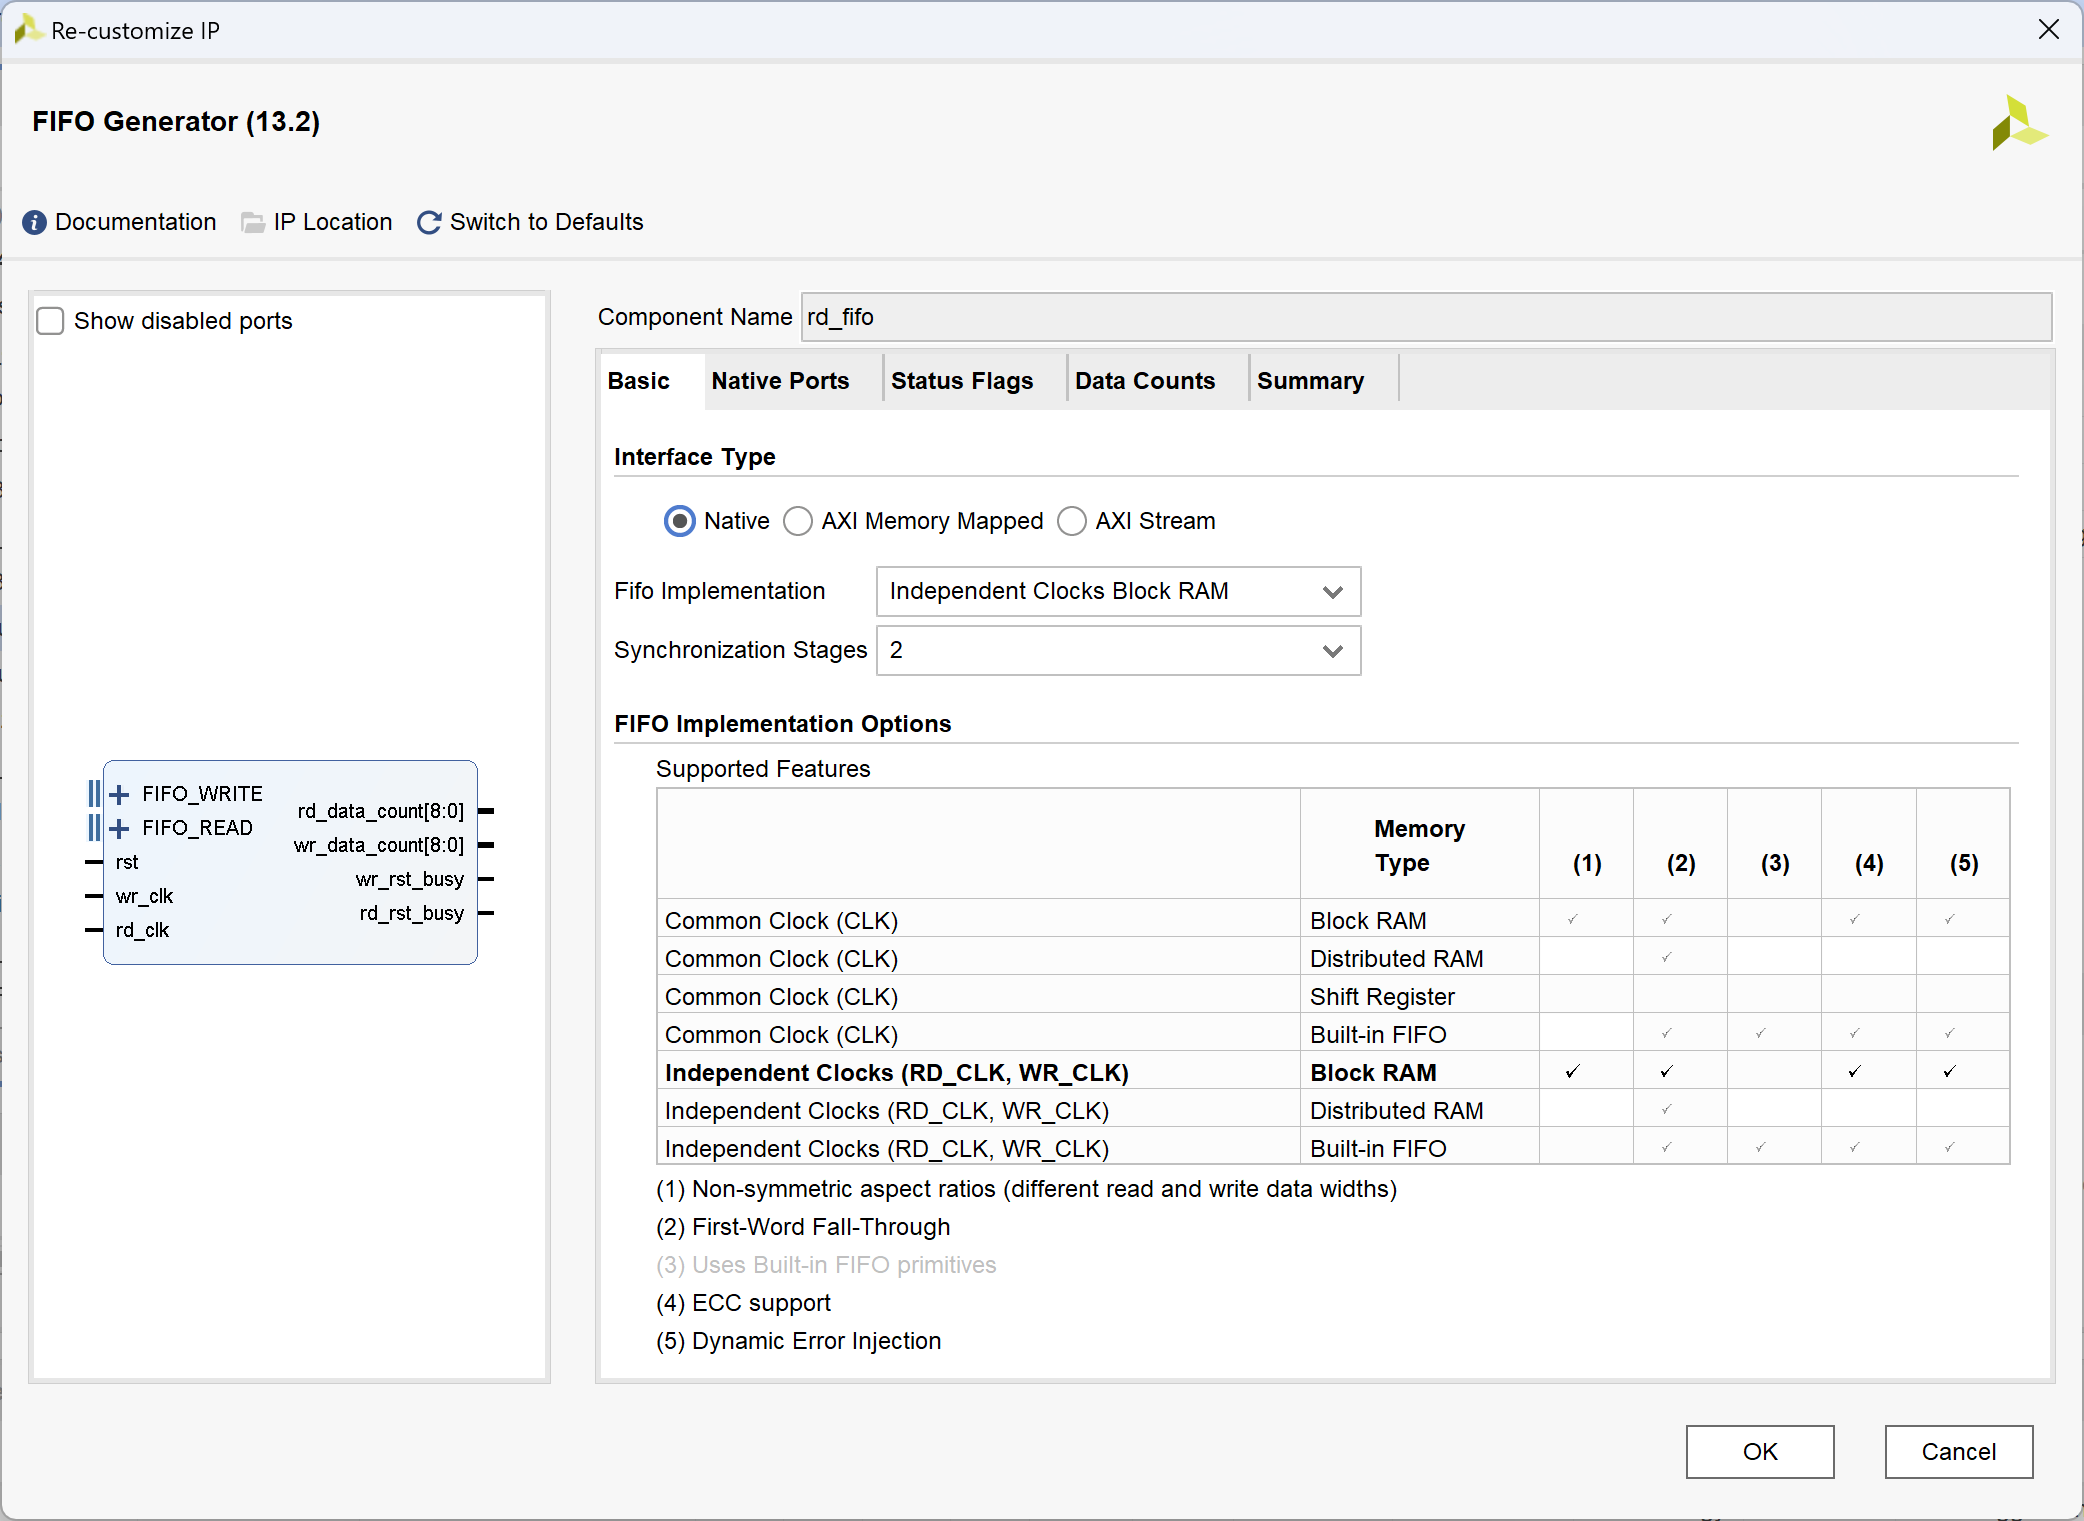 Re-customize IP
FIFO Generator (13.2)
Documentation IP Location Switch to Defaults
Show disabled ports
FIFO_WRITE
FIFO_READ
rst
wr_clk
rd_clk
rd_data_count[8:0]
wr_data_count[8:0]
wr_rst_busy
rd_rst_busy
Component Name rd_fifo
Basic Native Ports Status Flags Data Counts Summary
Interface Type
Native AXI Memory Mapped AXI Stream
Fifo Implementation Independent Clocks Block RAM
Synchronization Stages 2
FIFO Implementation Options
Supported Features
Memory
Type (1) (2) (3) (4) (5)
Common Clock (CLK) Block RAM ✓ ✓ ✓ ✓
Common Clock (CLK) Distributed RAM ✓
Common Clock (CLK) Shift Register
Common Clock (CLK) Built-in FIFO ✓ ✓ ✓ ✓
Independent Clocks (RD_CLK, WR_CLK) Block RAM ✓ ✓ ✓ ✓
Independent Clocks (RD_CLK, WR_CLK) Distributed RAM ✓
Independent Clocks (RD_CLK, WR_CLK) Built-in FIFO ✓ ✓ ✓ ✓
(1) Non-symmetric aspect ratios (different read and write data widths)
(2) First-Word Fall-Through
(3) Uses Built-in FIFO primitives
(4) ECC support
(5) Dynamic Error Injection
OK Cancel